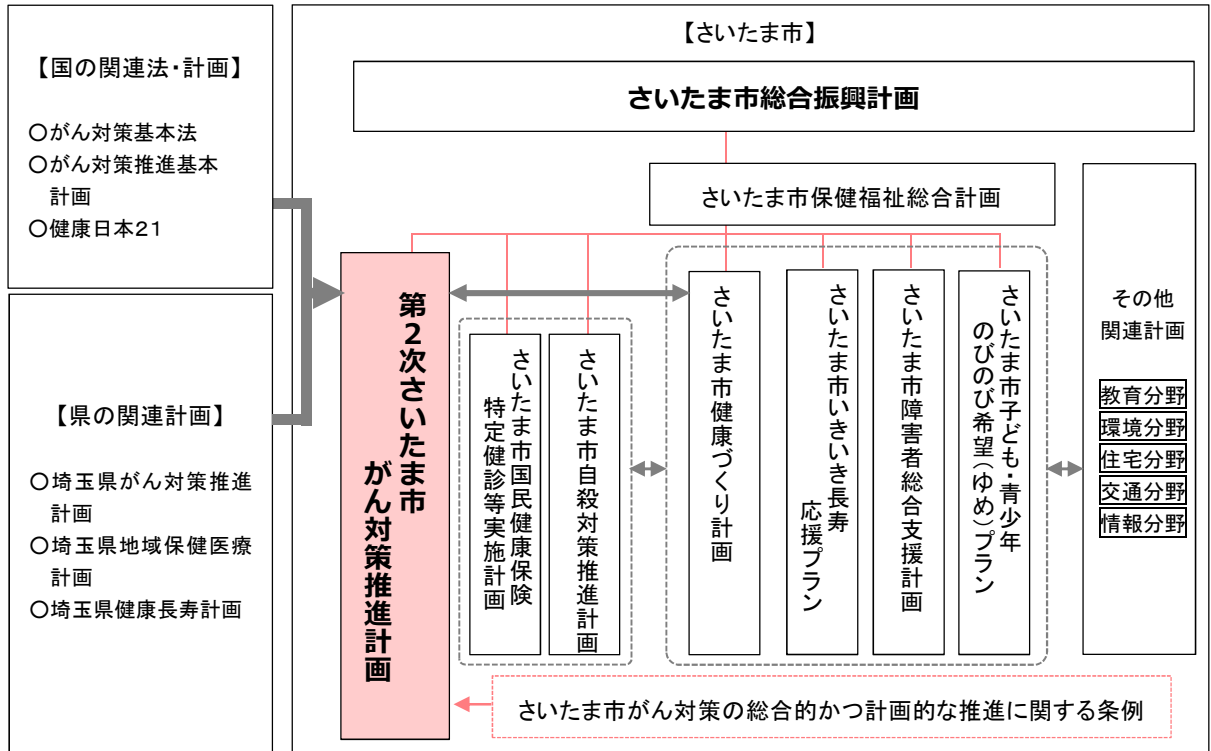 【国の関連法・計画】
〇がん対策基本法
〇がん対策推進基本
計画
〇健康日本２１
【県の関連計画】
〇埼玉県がん対策推進
計画
〇埼玉県地域保健医療
計画
〇埼玉県健康長寿計画
【さいたま市】
さいたま市総合振興計画
さいたま市保健福祉総合計画
第２次さいたま市
がん対策推進計画
さいたま市国民健康保険
特定健診等実施計画
さいたま市自殺対策推進計画
さいたま市健康づくり計画
さいたま市いきいき長寿
応援プラン
さいたま市障害者総合支援計画
さいたま市子ども・青少年
のびのび希望（ゆめ）プラン
その他
関連計画
教育分野
環境分野
住宅分野
交通分野
情報分野
さいたま市がん対策の総合的かつ計画的な推進に関する条例